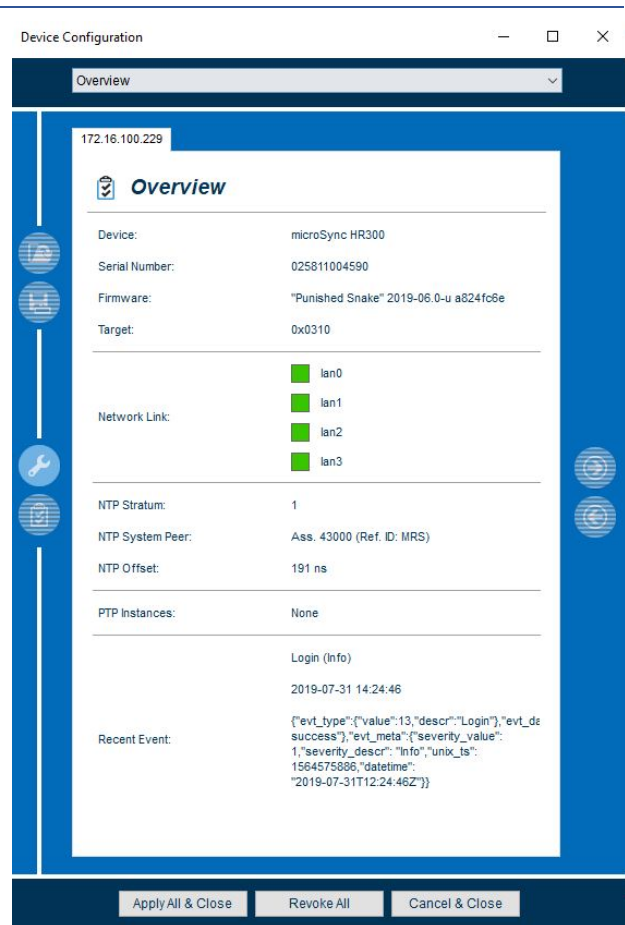 Device Configuration
Overview
172.16.100.229
Overview
Device: microSync HR300
Serial Number: 025811004590
Firmware: "Punished Snake" 2019-06.0-u a824fc6e
Target: 0x0310
Network Link:
lan0
lan1
lan2
lan3
NTP Stratum: 1
NTP System Peer: Ass. 43000 (Ref. ID: MRS)
NTP Offset: 191 ns
PTP Instances: None
Recent Event:
Login (Info)
2019-07-31 14:24:46
{"evt_type":{"value":13,"descr":"Login"},"evt_da
success"},"evt_meta":{"severity_value":
1,"severity_descr": "Info","unix_ts":
1564575886,"datetime":
"2019-07-31T12:24:46Z"}}
Apply All & Close
Revoke All
Cancel & Close